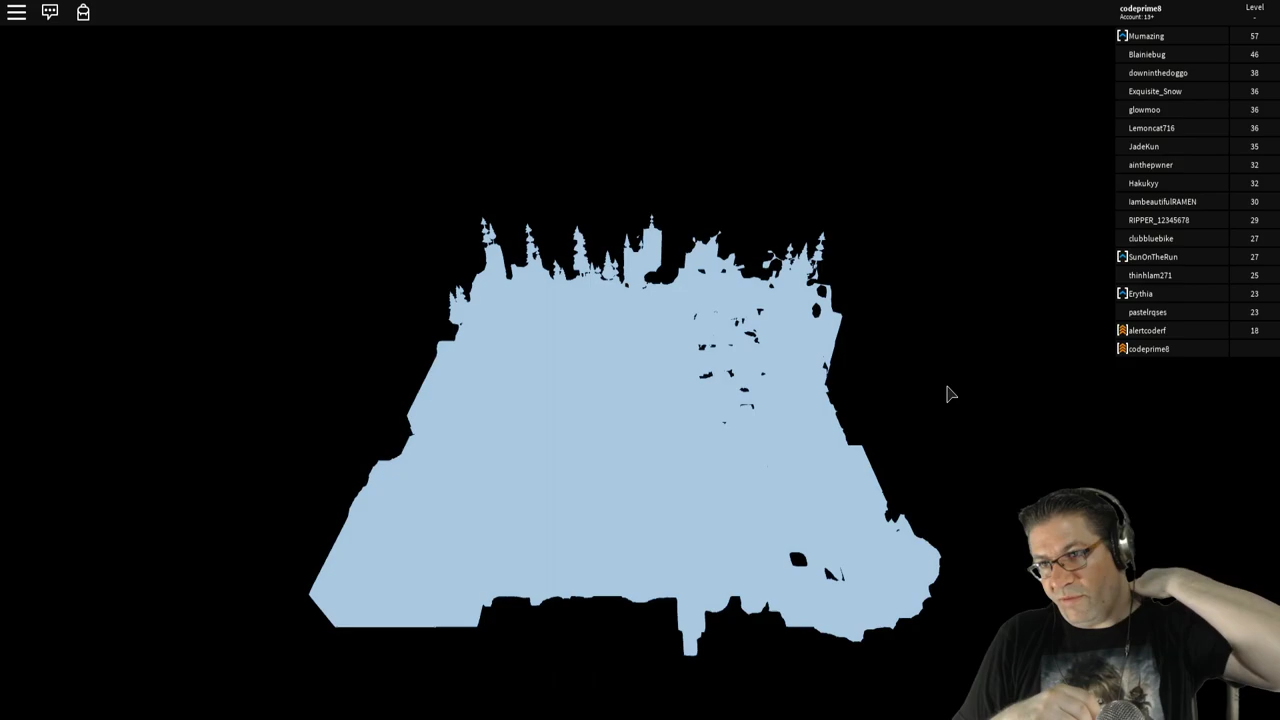 codeprime8 Level
Account: 13+ -
Mumazing 57
Blainiebug 46
downinthedoggo 38
Exquisite_Snow 36
glowmoo 36
Lemoncat716 36
JadeKun 35
ainthepwner 32
Hakukyy 32
IambeautifulRAMEN 30
RIPPER_12345678 29
clubbluebike 27
SunOnTheRun 27
thinhlam271 25
Erythia 23
pastelrqses 23
alertcoderf 18
codeprime8